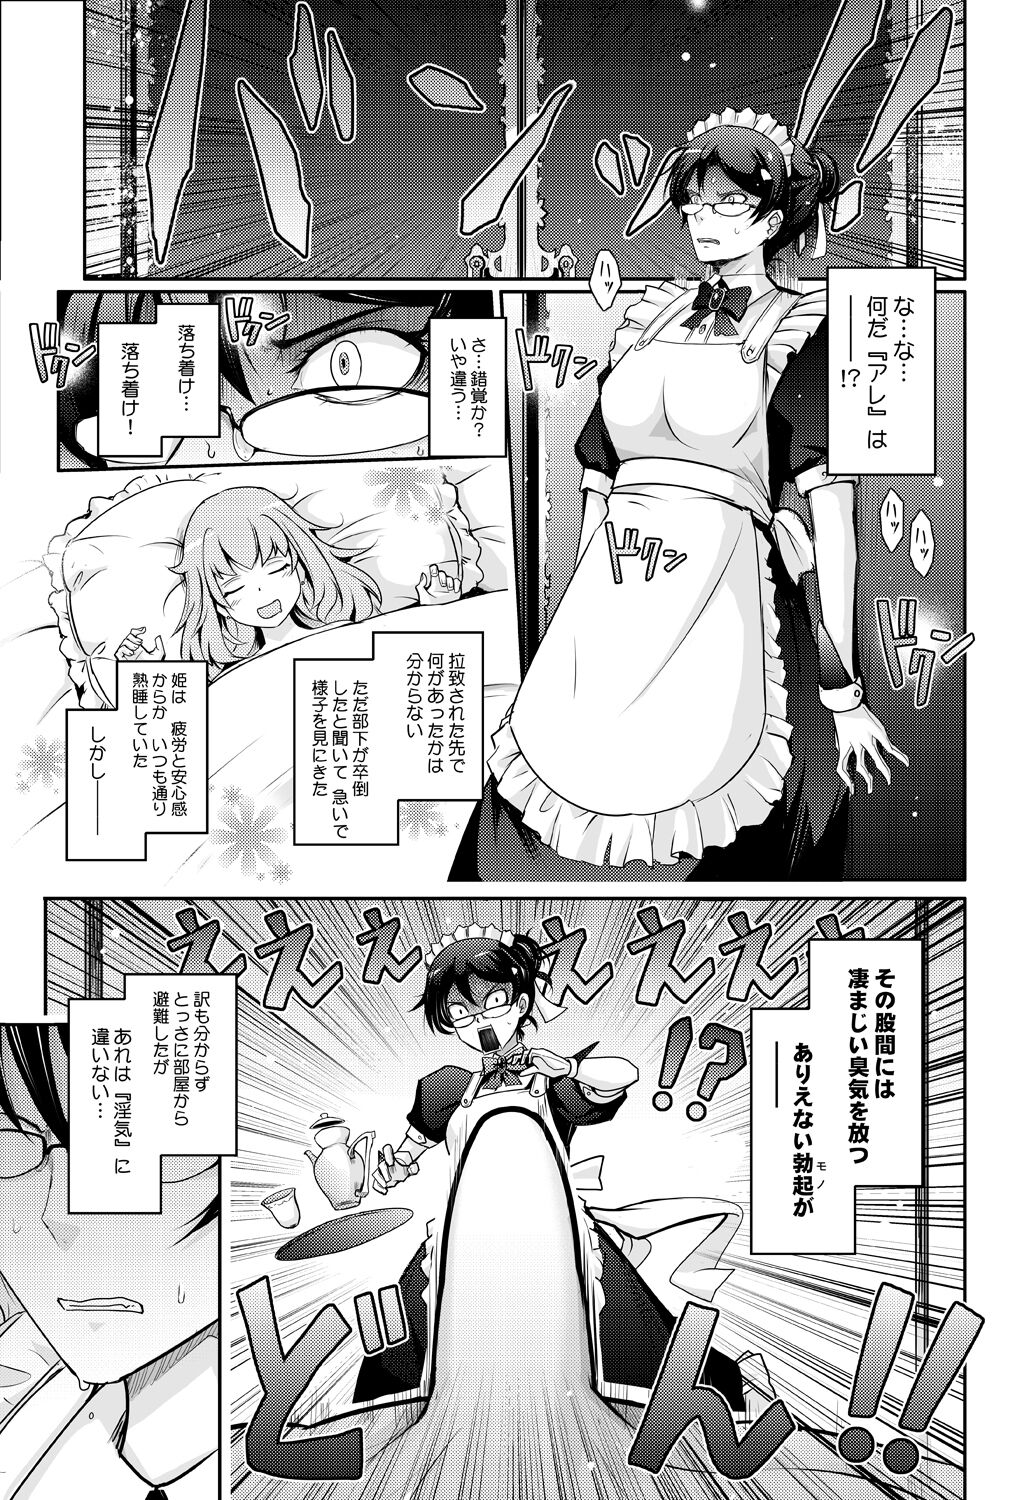 ハッ
な…な…
何だ『アレ』は
――!?
ハッ
ハッ
ドクン
ドクン
ドクン
さ…錯覚か?
いや違う…
ドクン
落ち着け…
落ち着け!
ドクン
拉致された先で
何があったかは
分からない
ただ部下が卒倒
したと聞いて 急いで
様子を見にきた
姫は 疲労と安心感
からか いつも通り
熟睡していた
しかし――
その股間には
凄まじい臭気を放つ
ありえない勃起が
モノ
――
えええぇぇえええ
!?
どん!!
訳も分からず
とっさに部屋から
避難したが
あれは『淫気』に
違いない…